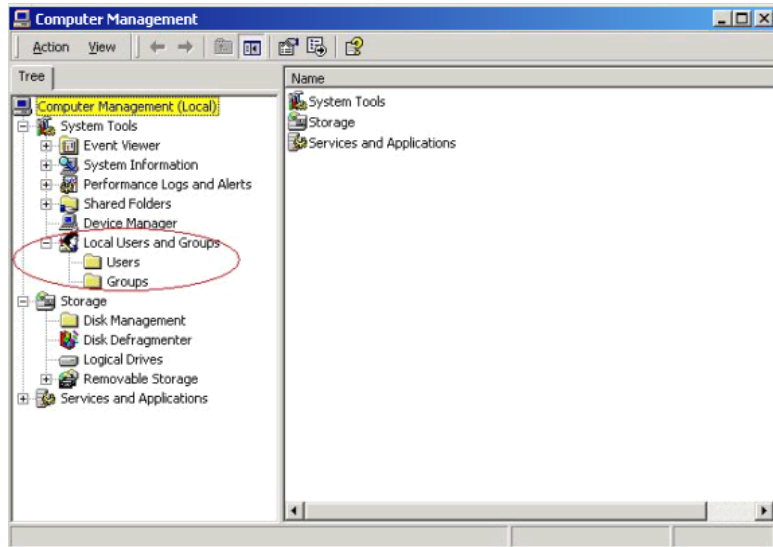 Computer Management
Action View
Tree
Name
Computer Management (Local)
System Tools
Event Viewer
System Information
Performance Logs and Alerts
Shared Folders
Device Manager
Local Users and Groups
Users
Groups
Storage
Disk Management
Disk Defragmenter
Logical Drives
Removable Storage
Services and Applications
System Tools
Storage
Services and Applications